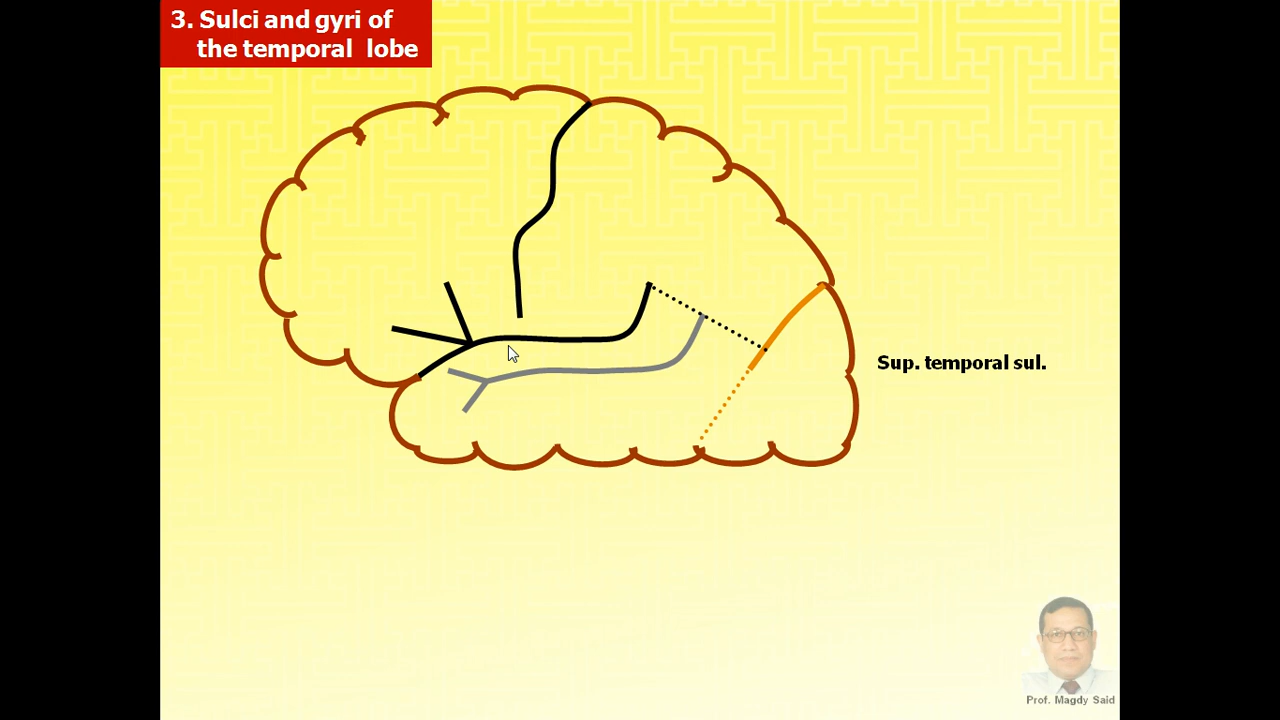 3. Sulci and gyri of
the temporal lobe
Sup. temporal sul.
Prof. Magdy Said